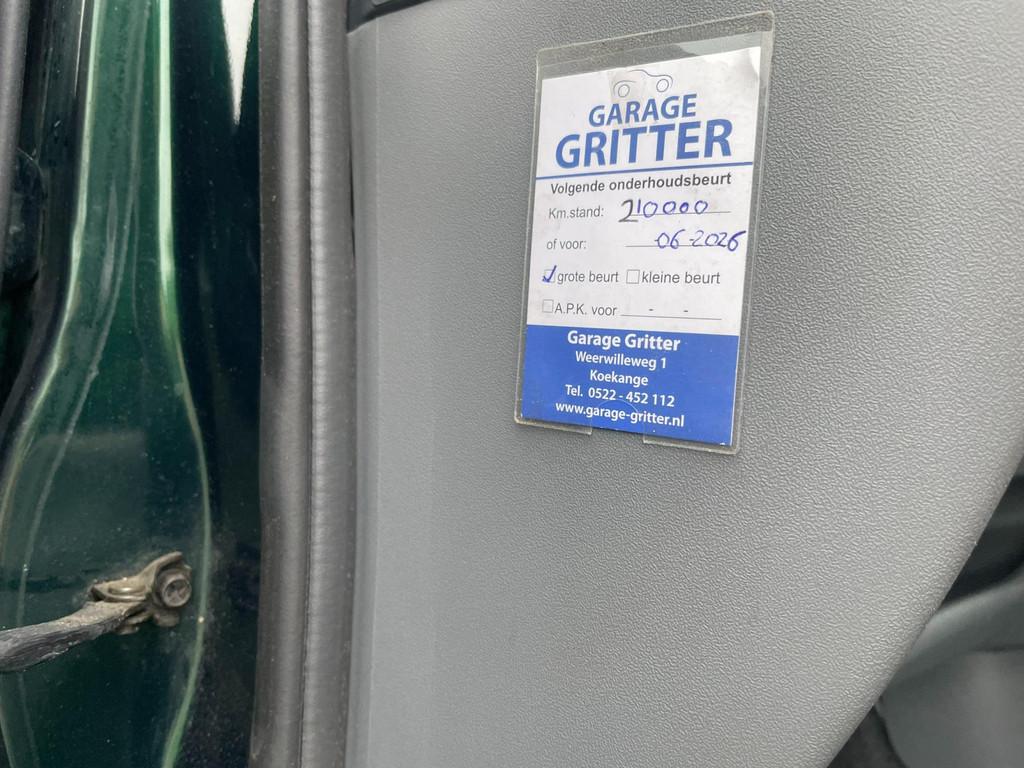 GARAGE
GRITTER
Volgende onderhoudsbeurt
Km.stand: 210000
of voor: -06-2026
grote beurt kleine beurt
A.P.K. voor - -
Garage Gritter
Weerwilleweg 1
Koekange
Tel. 0522 - 452 112
www.garage-gritter.nl